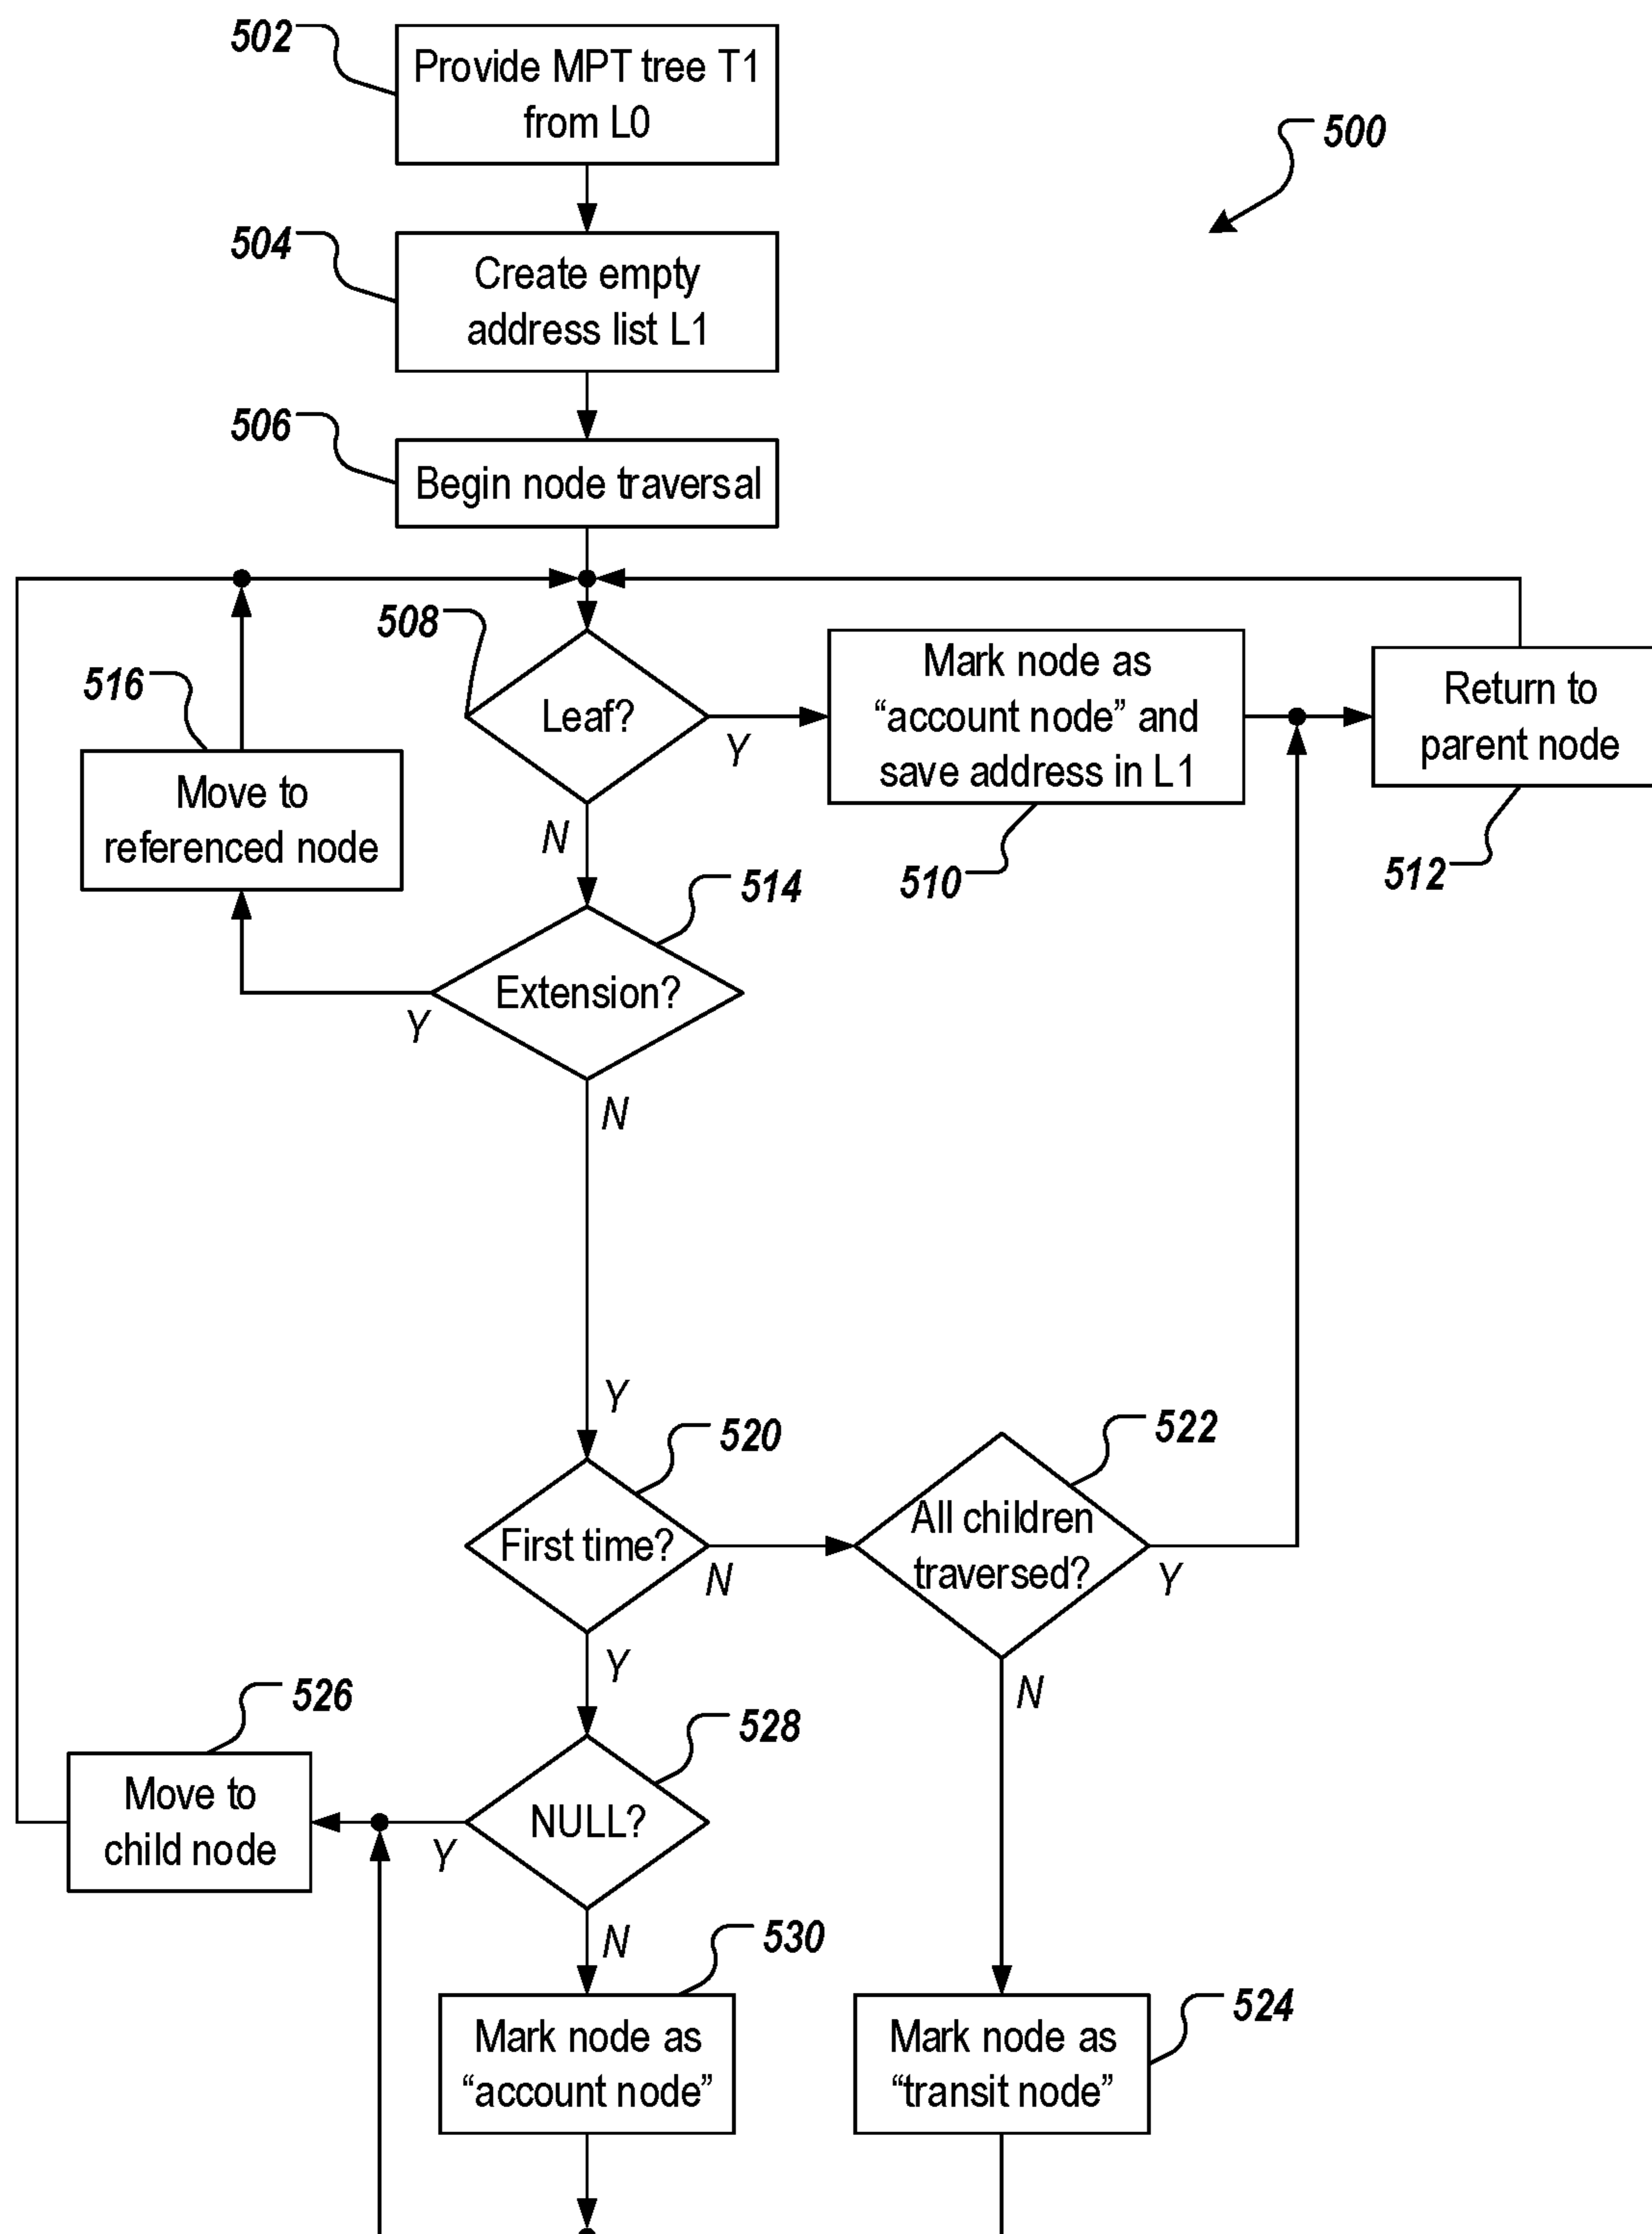 502
Provide MPT tree T1
from L0
500
504
Create empty
address list L1
506
Begin node traversal
508
Leaf?
Y
N
Mark node as
“account node” and
save address in L1
510
Return to
parent node
512
516
Move to
referenced node
514
Extension?
Y
N
Y
520
First time?
N
Y
522
All children
traversed?
Y
N
526
Move to
child node
528
NULL?
Y
N
530
Mark node as
“account node”
524
Mark node as
“transit node”